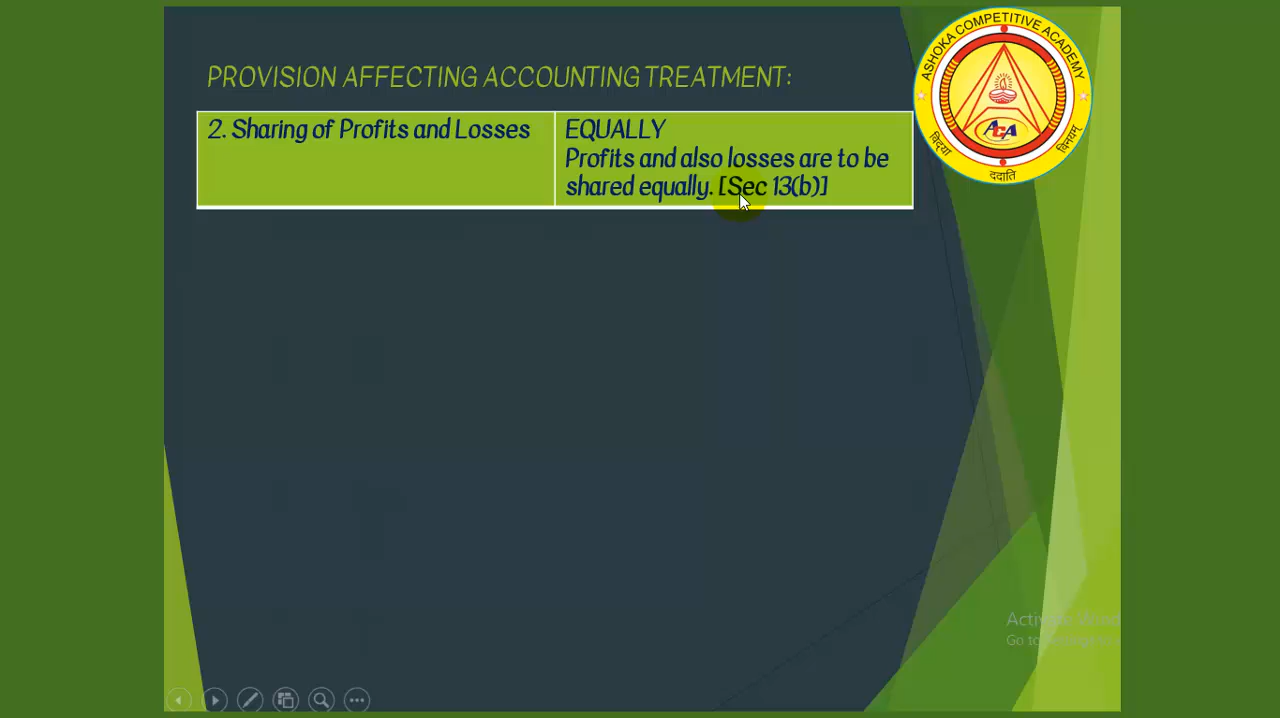 PROVISION AFFECTING ACCOUNTING TREATMENT:
2. Sharing of Profits and Losses
EQUALLY
Profits and also losses are to be
shared equally. [Sec 13(b)]
ASHOKA COMPETITIVE ACADEMY
ACA
विद्या
ददाति
विनयम्